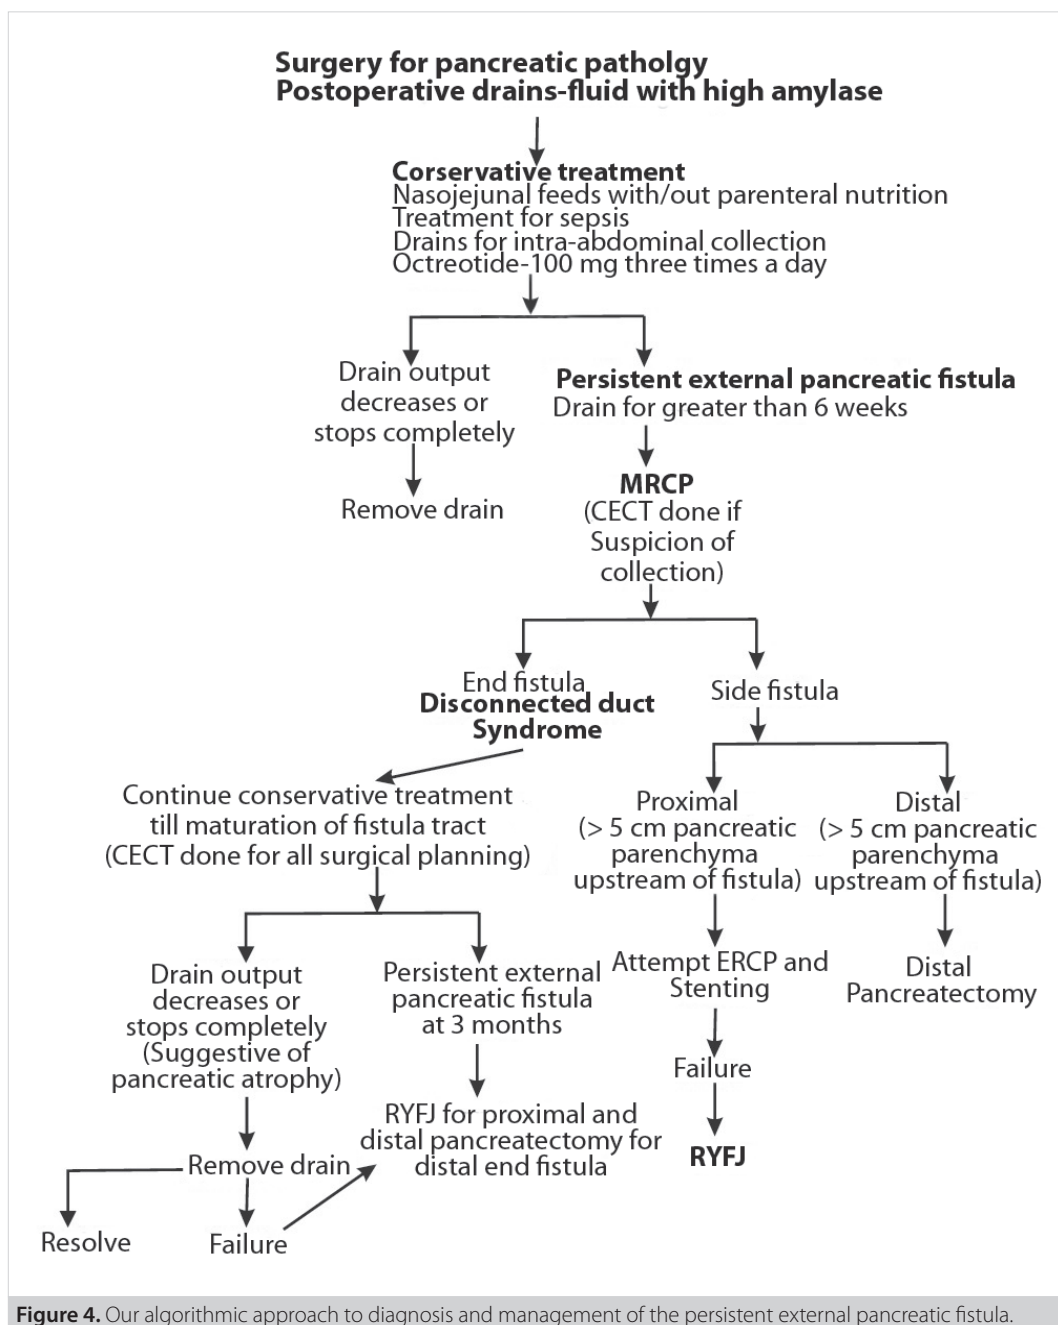 Surgery for pancreatic patholgy
Postoperative drains-fluid with high amylase
Corservative treatment
Nasojejunal feeds with/out parenteral nutrition
Treatment for sepsis
Drains for intra-abdominal collection
Octreotide-100 mg three times a day
Drain output
decreases or
stops completely
Remove drain
Persistent external pancreatic fistula
Drain for greater than 6 weeks
MRCP
(CECT done if
Suspicion of
collection)
End fistula
Disconnected duct
Syndrome
Side fistula
Continue conservative treatment
till maturation of fistula tract
(CECT done for all surgical planning)
Proximal
(> 5 cm pancreatic
parenchyma
upstream of fistula)
Distal
(> 5 cm pancreatic
parenchyma
upstream of fistula)
Drain output
decreases or
stops completely
(Suggestive of
pancreatic atrophy)
Persistent external
pancreatic fistula
at 3 months
Attempt ERCP and
Stenting
Distal
Pancreatectomy
Failure
RYFJ
RYFJ for proximal and
distal pancreatectomy for
distal end fistula
Remove drain
Resolve
Failure
Figure 4. Our algorithmic approach to diagnosis and management of the persistent external pancreatic fistula.